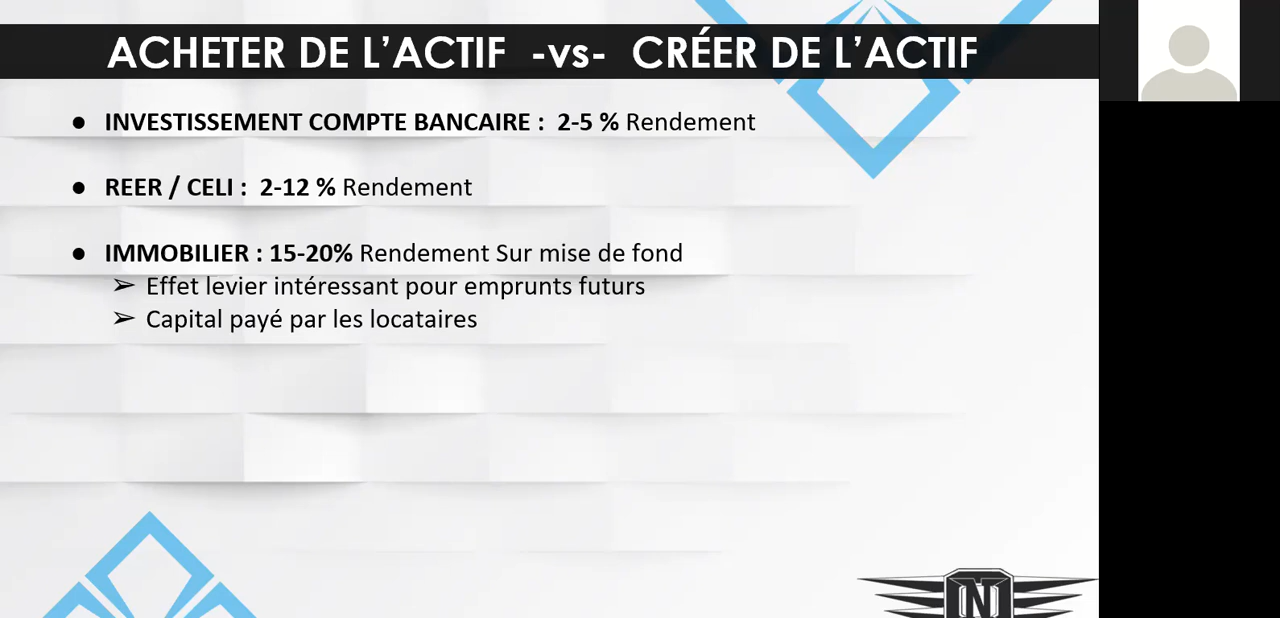 ACHETER DE L’ACTIF -vs- CRÉER DE L’ACTIF
● INVESTISSEMENT COMPTE BANCAIRE : 2-5 % Rendement
● REER / CELI : 2-12 % Rendement
● IMMOBILIER : 15-20% Rendement Sur mise de fond
➢ Effet levier intéressant pour emprunts futurs
➢ Capital payé par les locataires
N